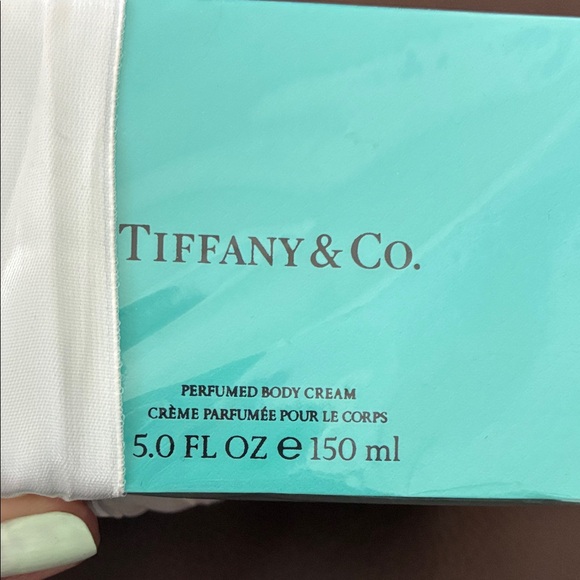 TIFFANY & CO.
PERFUMED BODY CREAM
CRÈME PARFUMÉE POUR LE CORPS
5.0 FL OZ e 150 ml